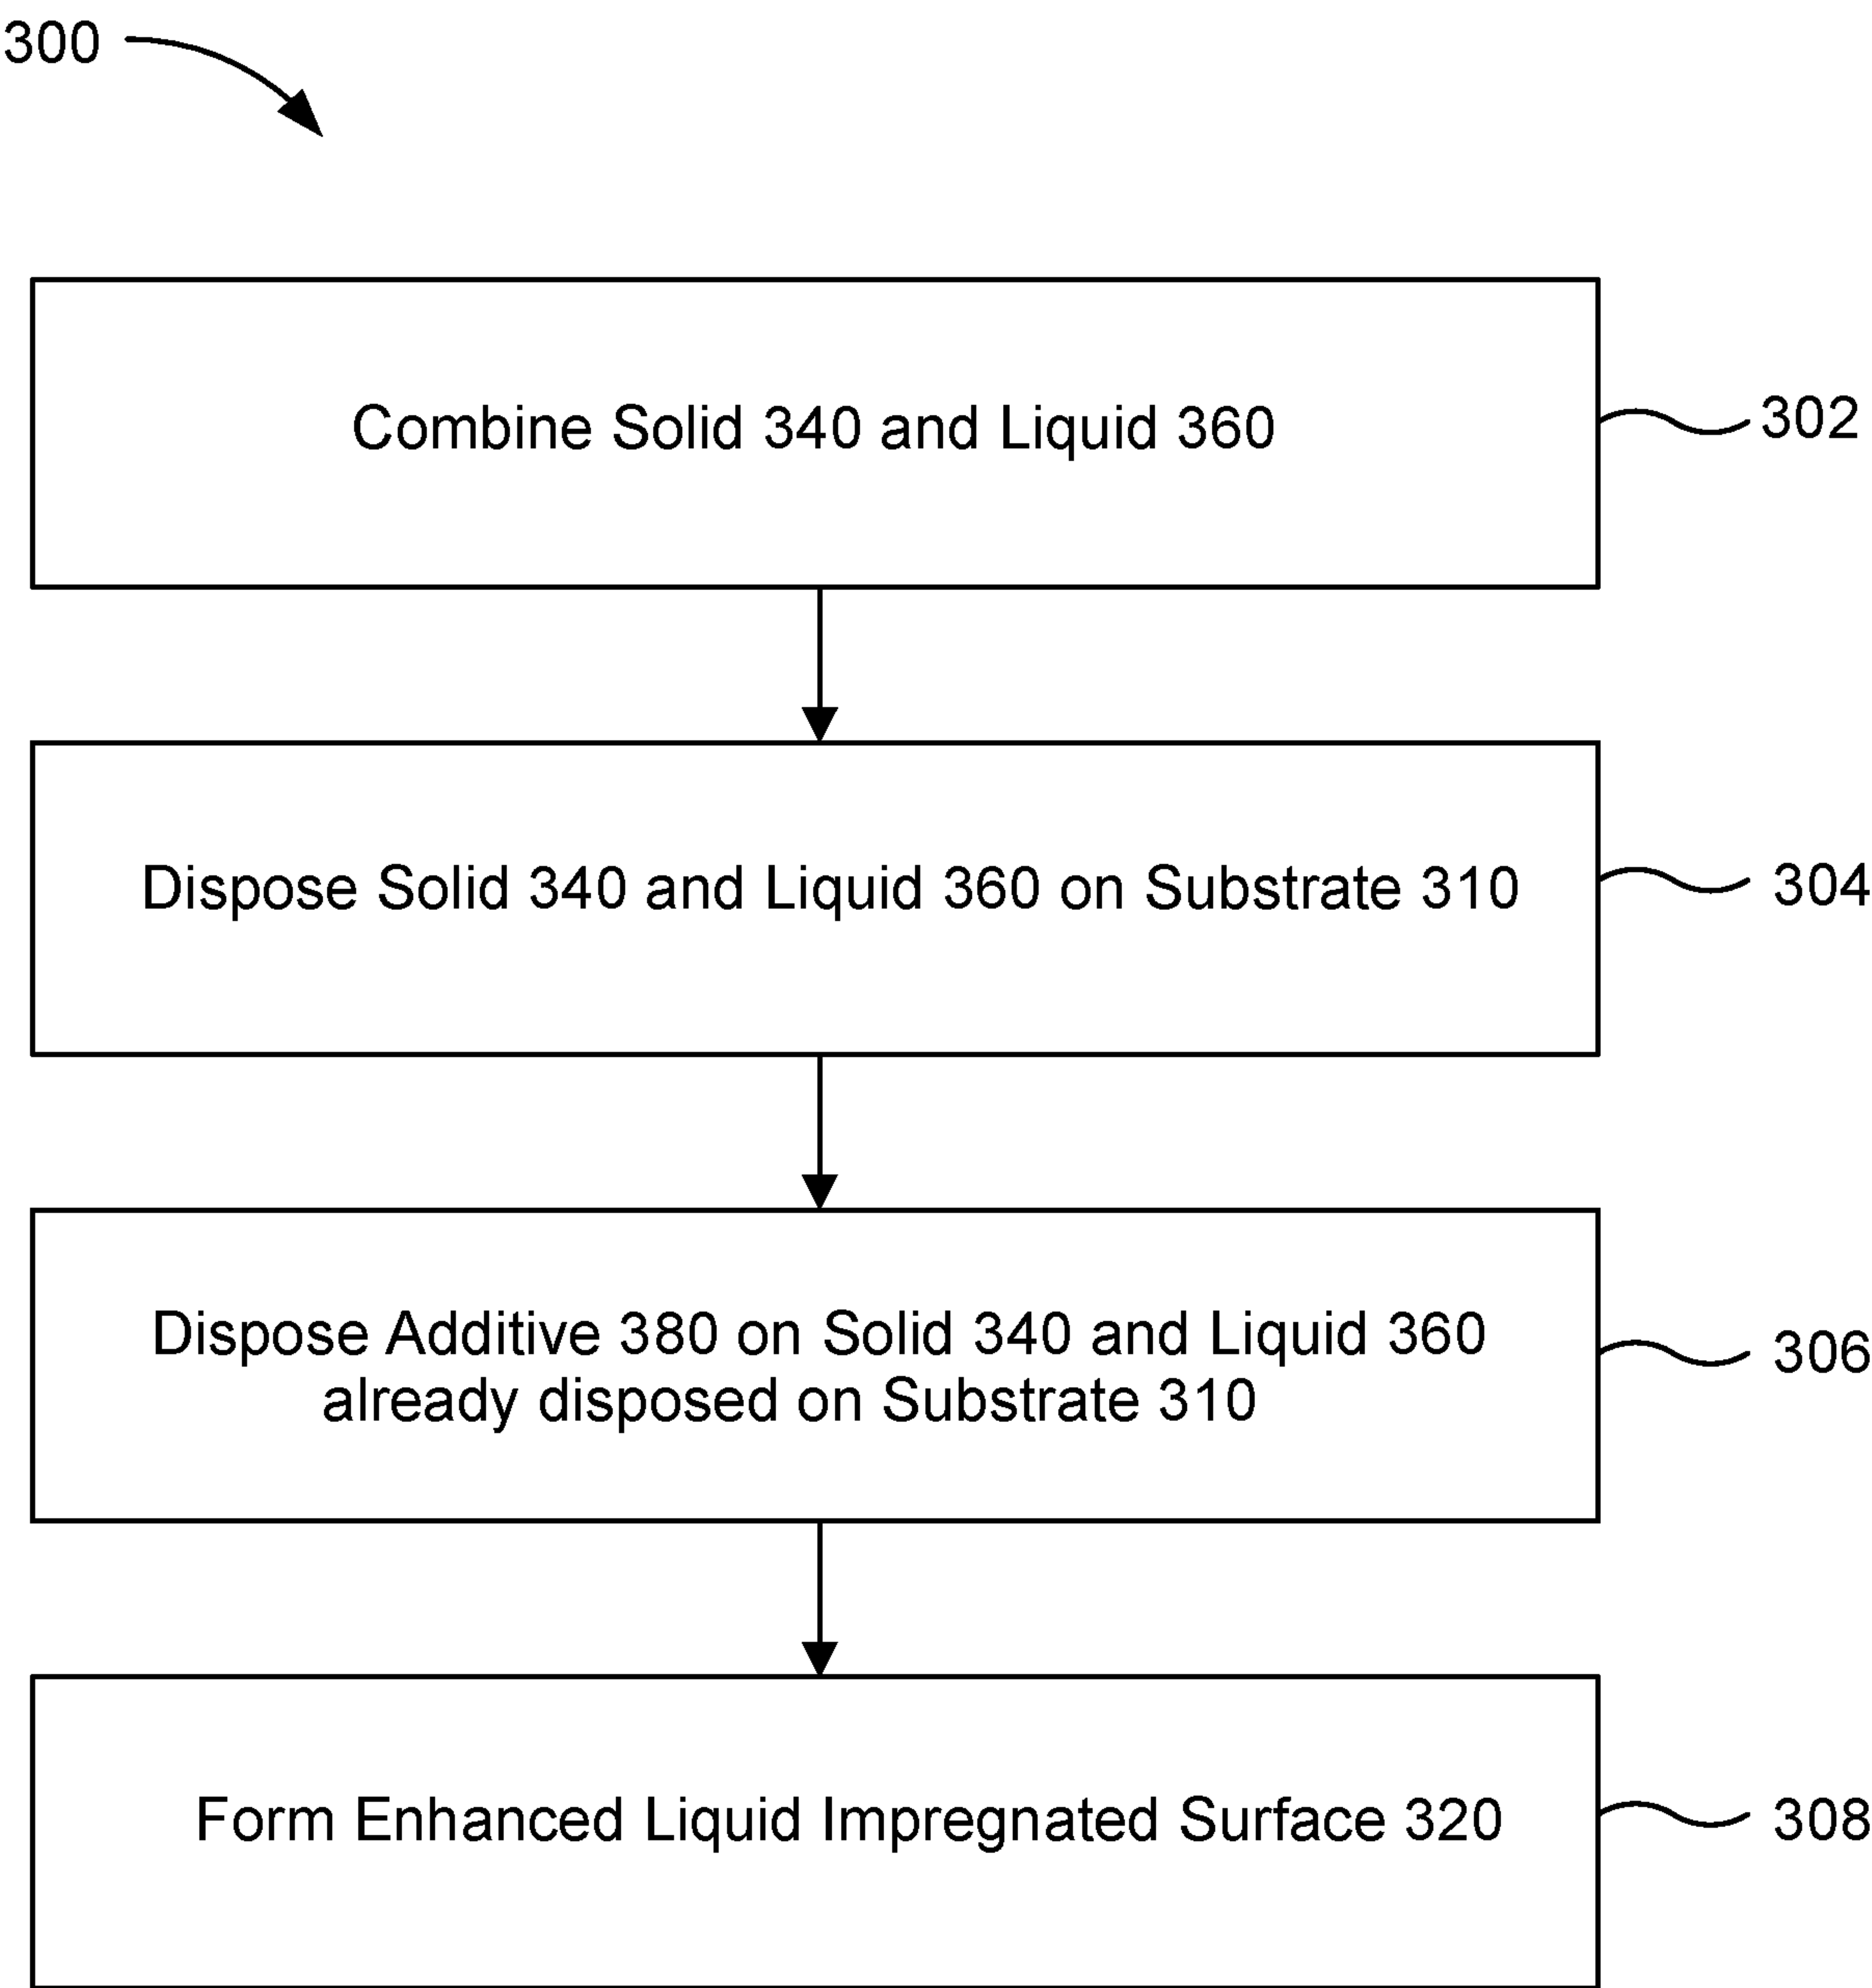 300
Combine Solid 340 and Liquid 360
302
Dispose Solid 340 and Liquid 360 on Substrate 310
304
Dispose Additive 380 on Solid 340 and Liquid 360
already disposed on Substrate 310
306
Form Enhanced Liquid Impregnated Surface 320
308